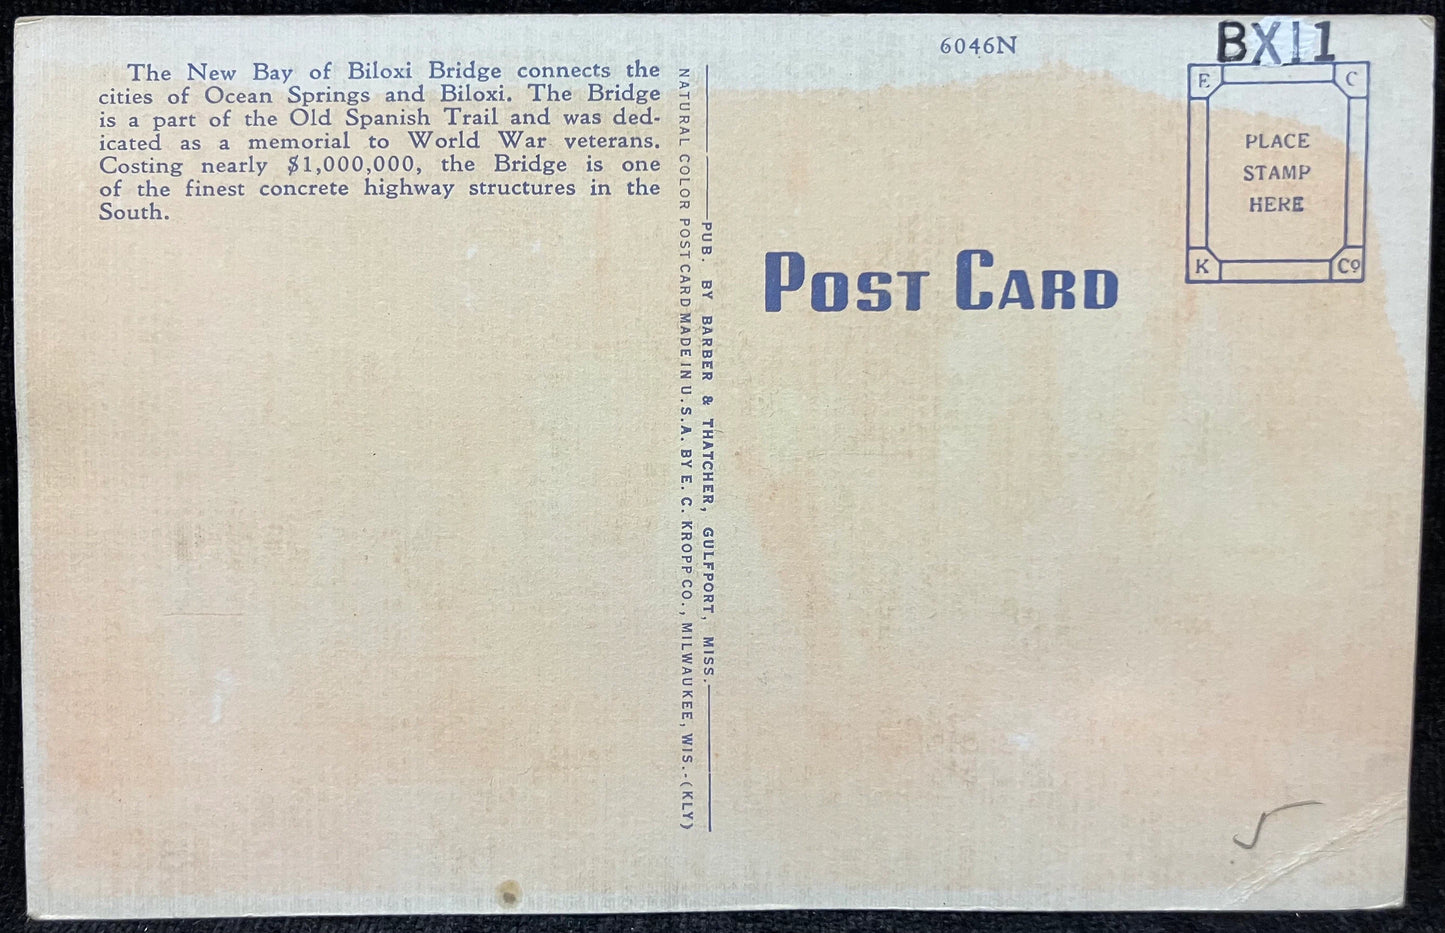 The New Bay of Biloxi Bridge connects the
cities of Ocean Springs and Biloxi. The Bridge
is a part of the Old Spanish Trail and was ded-
icated as a memorial to World War veterans.
Costing nearly $1,000,000, the Bridge is one
of the finest concrete highway structures in the
South.
NATURAL COLOR POST CARD MADE IN U.S.A. BY E. C. KROPP CO., MILWAUKEE, WIS.-(KLY)
PUB. BY BARBER & THATCHER, GULFPORT, MISS.
6046N
BX11
E C
PLACE
STAMP
HERE
K Co
POST CARD